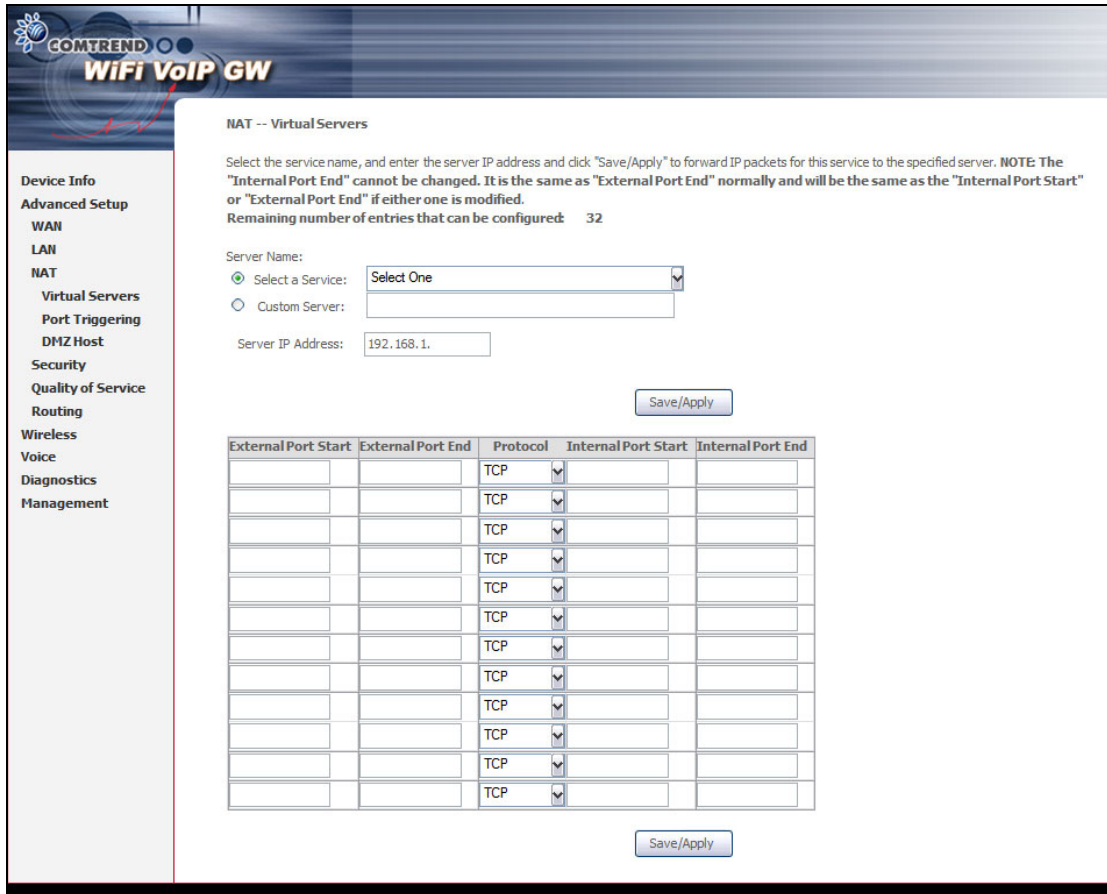 COMTREND
WiFi VoIP GW
NAT -- Virtual Servers
Select the service name, and enter the server IP address and click "Save/Apply" to forward IP packets for this service to the specified server. NOTE: The
"Internal Port End" cannot be changed. It is the same as "External Port End" normally and will be the same as the "Internal Port Start"
or "External Port End" if either one is modified.
Remaining number of entries that can be configured: 32
Device Info
Advanced Setup
WAN
LAN
NAT
Virtual Servers
Port Triggering
DMZ Host
Security
Quality of Service
Routing
Wireless
Voice
Diagnostics
Management
Server Name:
Select a Service: Select One
Custom Server:
Server IP Address: 192.168.1.
Save/Apply
External Port Start External Port End Protocol Internal Port Start Internal Port End
TCP
TCP
TCP
TCP
TCP
TCP
TCP
TCP
TCP
TCP
TCP
TCP
Save/Apply